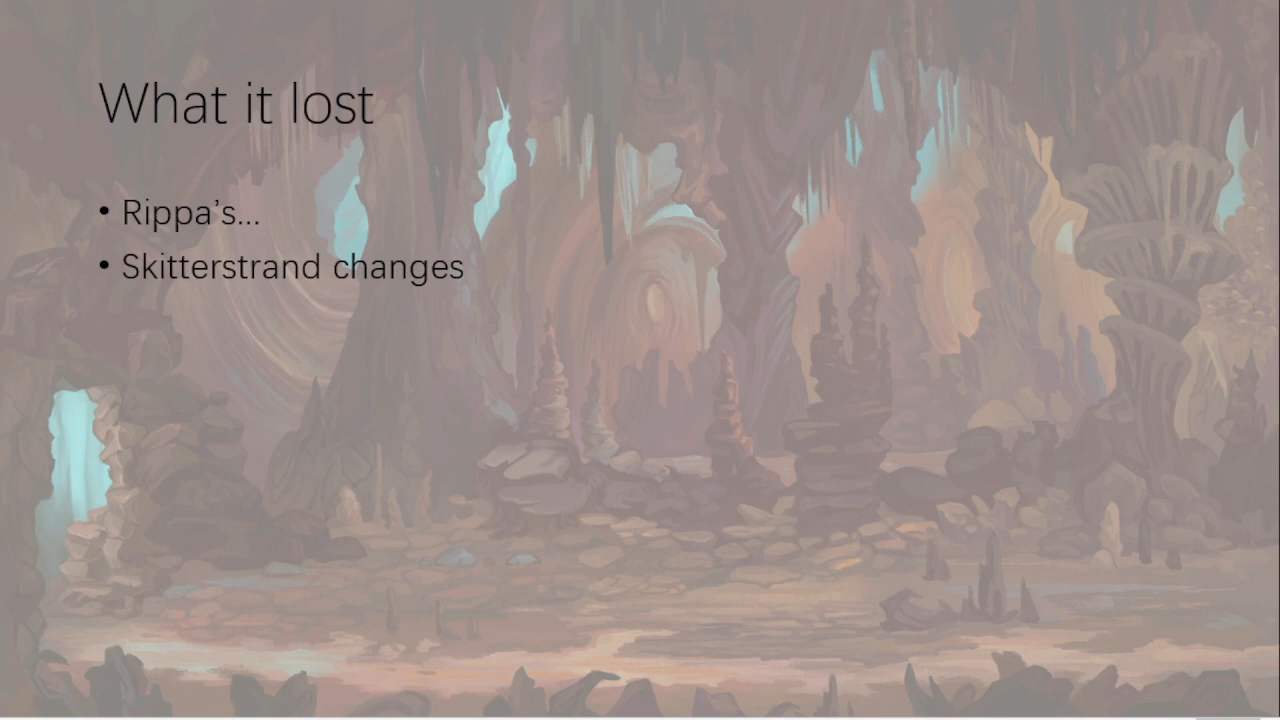 What it lost
• Rippa's...
• Skitterstrand changes